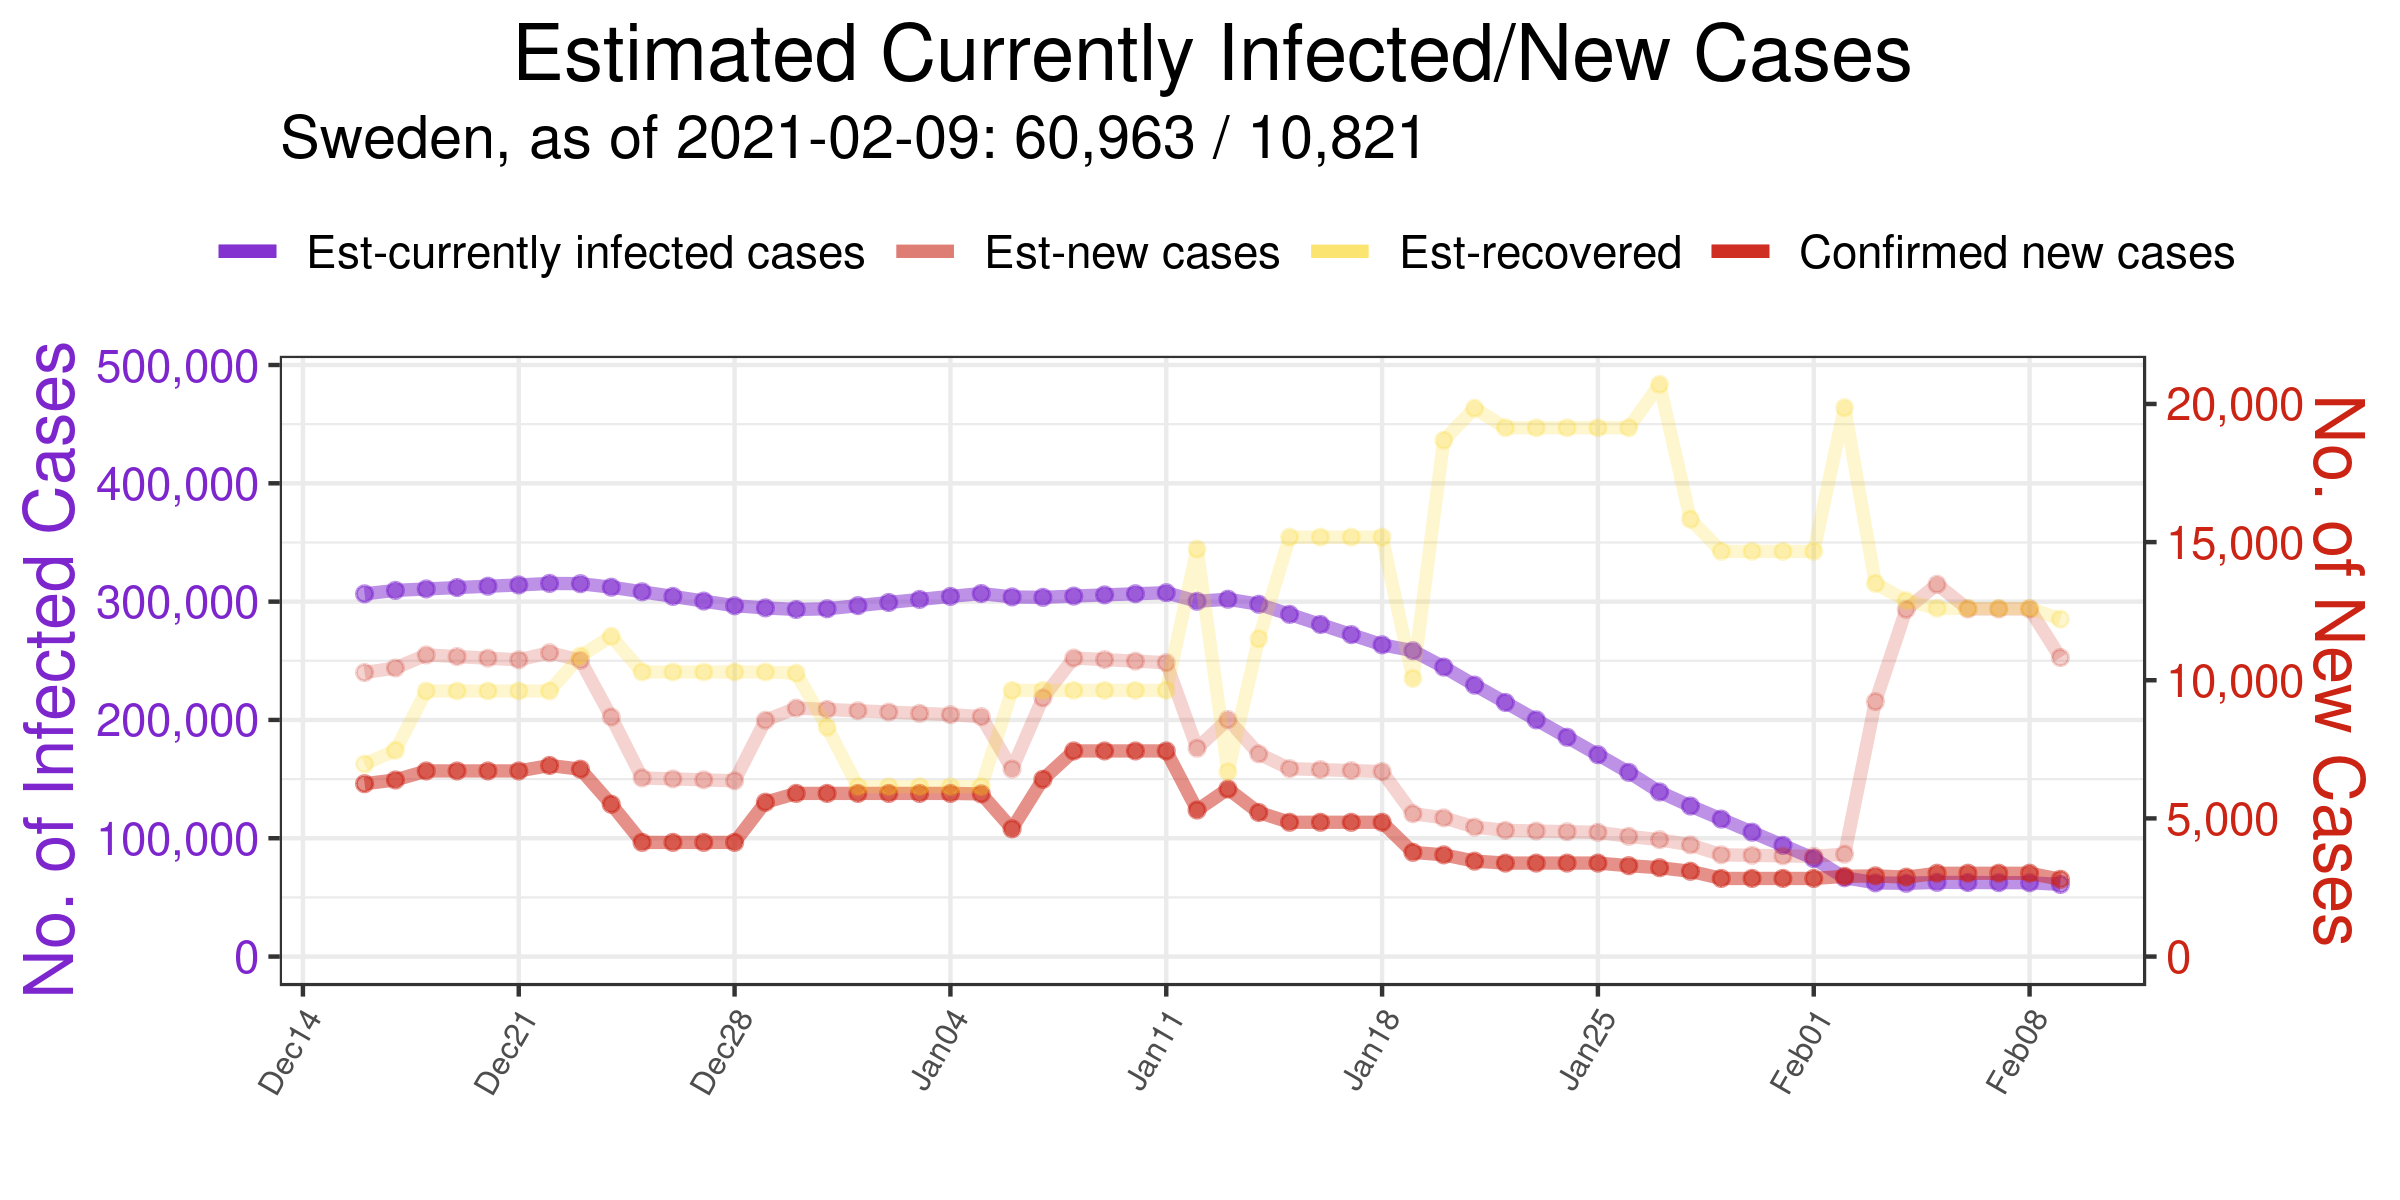 Estimated Currently Infected/New Cases
Sweden, as of 2021-02-09: 60,963 / 10,821
Est-currently infected cases Est-new cases Est-recovered Confirmed new cases
No. of Infected Cases
500,000
400,000
300,000
200,000
100,000
0
20,000
15,000
10,000
5,000
0
No. of New Cases
Dec14 Dec21 Dec28 Jan04 Jan11 Jan18 Jan25 Feb01 Feb08